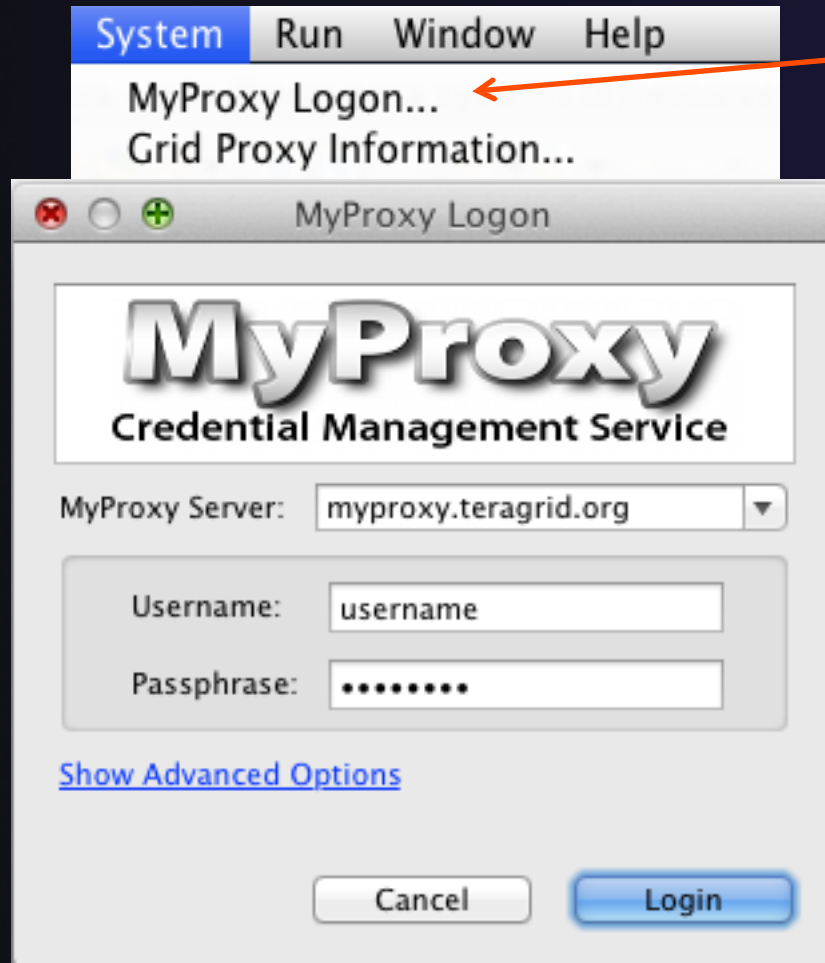 System Run Window Help
MyProxy Logon...
Grid Proxy Information...
MyProxy Logon
MyProxy
Credential Management Service
MyProxy Server: myproxy.teragrid.org
Username: username
Passphrase: ••••••••
Show Advanced Options
Cancel Login